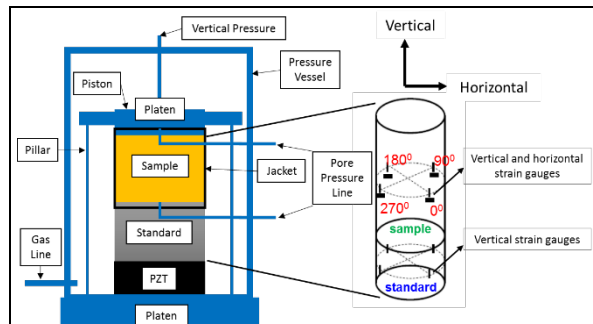 Vertical Pressure
Piston
Platen
Pressure
Vessel
Pillar
Sample
Jacket
Pore
Pressure
Line
Standard
Gas
Line
PZT
Platen
Vertical
Horizontal
180⁰
90⁰
270⁰
0⁰
Vertical and horizontal
strain gauges
sample
Vertical strain gauges
standard